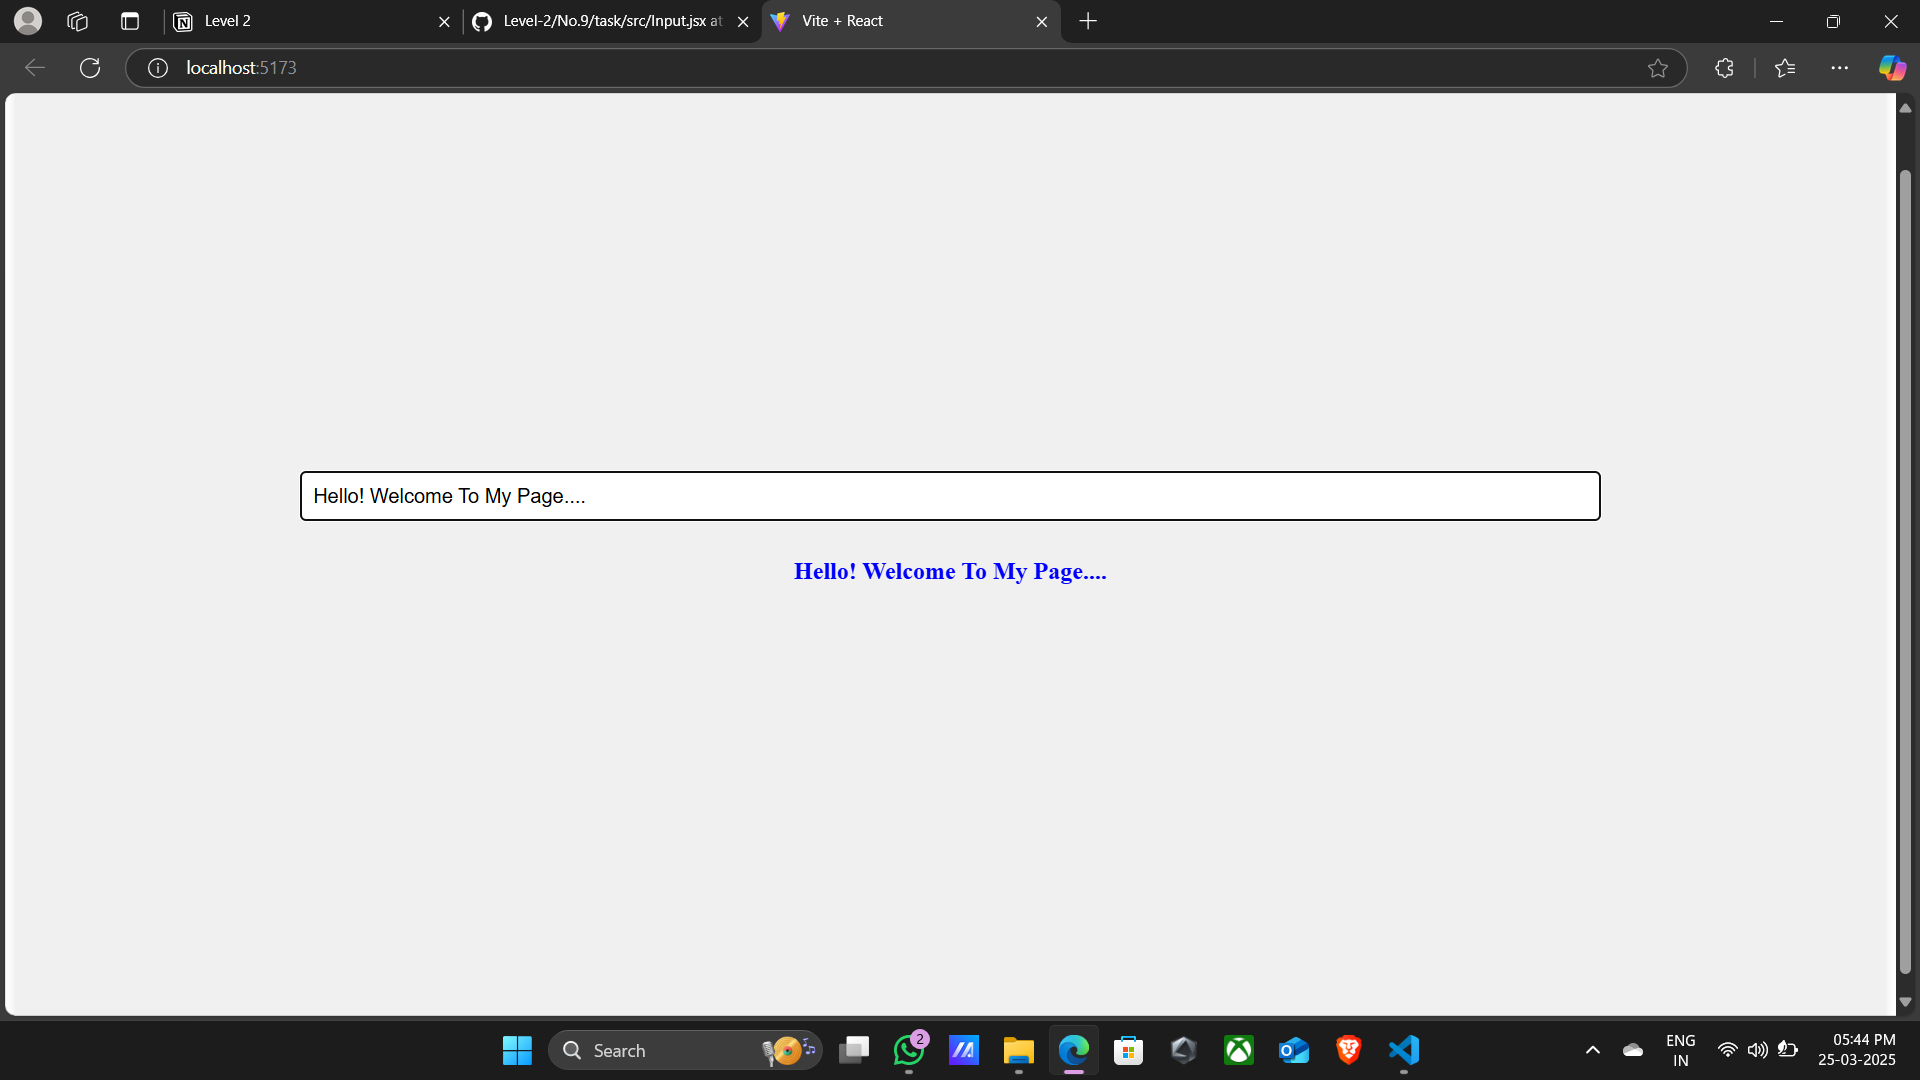 Level 2
Level-2/No.9/task/src/Input.jsx at
Vite + React
localhost:5173
Hello! Welcome To My Page....
Hello! Welcome To My Page....
Search
2
ENG
IN
05:44 PM
25-03-2025